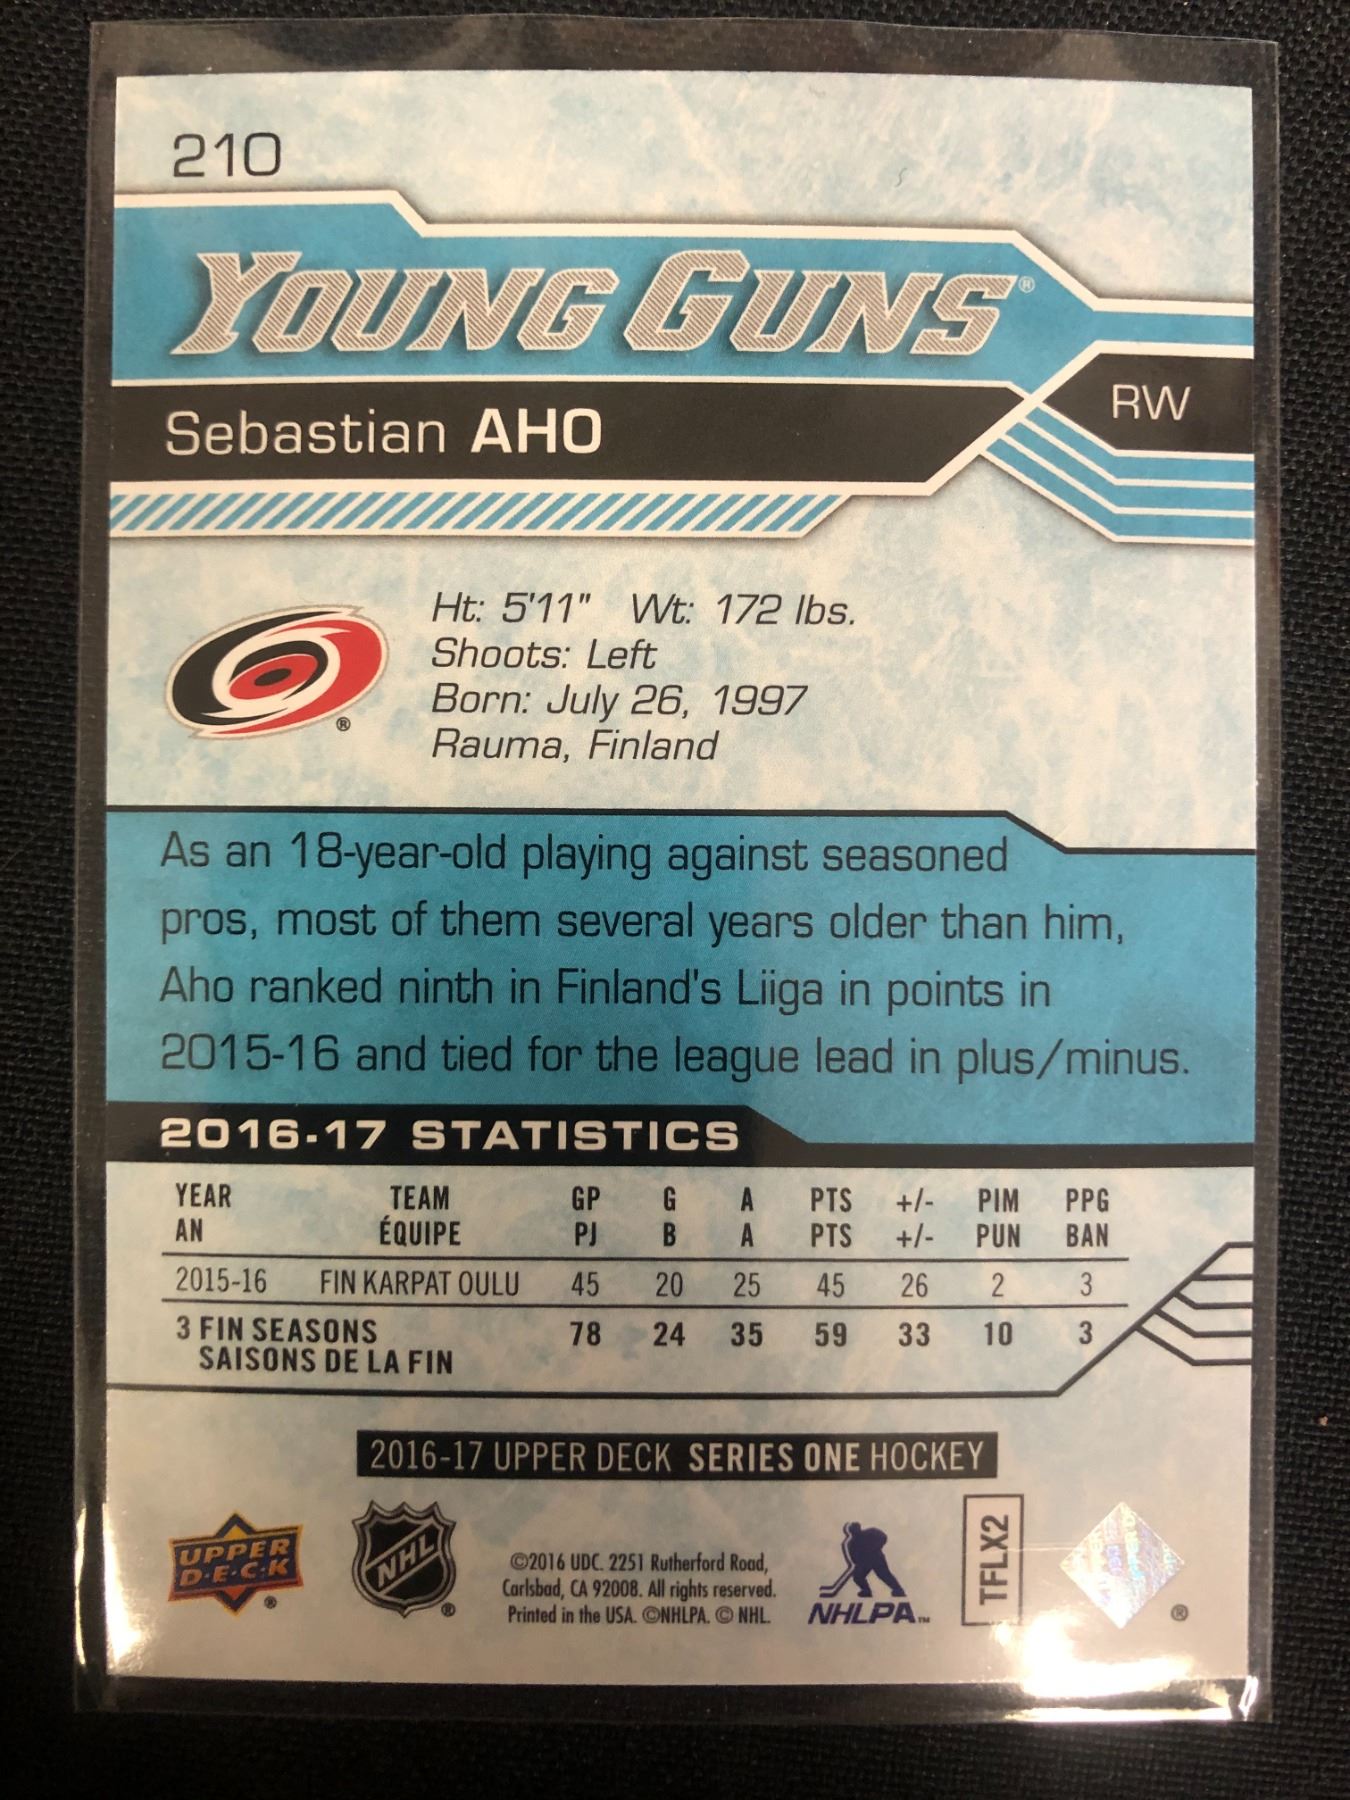 210
YOUNG GUNS®
Sebastian AHO
RW
Ht: 5'11" Wt: 172 lbs.
Shoots: Left
Born: July 26, 1997
Rauma, Finland
®
As an 18-year-old playing against seasoned
pros, most of them several years older than him,
Aho ranked ninth in Finland's Liiga in points in
2015-16 and tied for the league lead in plus/minus.
2016-17 STATISTICS
YEAR TEAM GP G A PTS +/- PIM PPG
AN ÉQUIPE PJ B A PTS +/- PUN BAN
2015-16 FIN KARPAT OULU 45 20 25 45 26 2 3
3 FIN SEASONS 78 24 35 59 33 10 3
SAISONS DE LA FIN
2016-17 UPPER DECK SERIES ONE HOCKEY
UPPER
D·E·C·K
®
NHL
®
©2016 UDC. 2251 Rutherford Road,
Carlsbad, CA 92008. All rights reserved.
Printed in the USA. ©NHLPA. © NHL.
NHLPA™
TFLX2
®